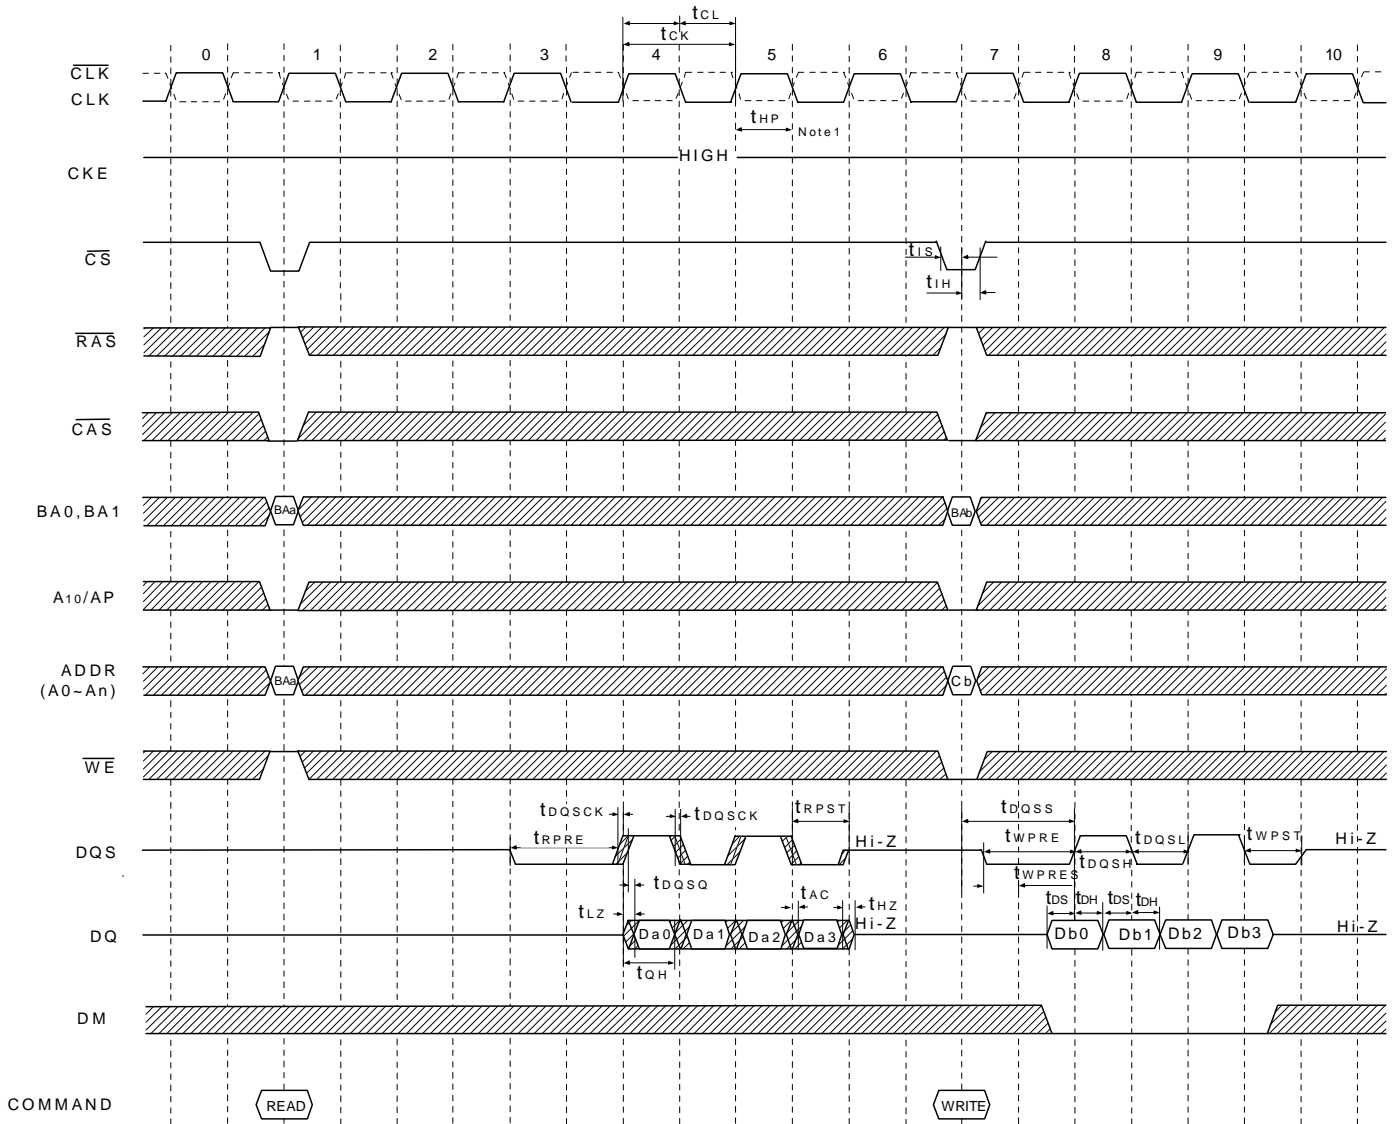 tCL
tCK
0 1 2 3 4 5 6 7 8 9 10
CLK
CLK
tHP Note1
HIGH
CKE
CS
tIS
tIH
RAS
CAS
BA0,BA1 BAa BAb
A10/AP
ADDR
(A0~An) BAa Cb
WE
tDQSCK tDQSCK tRPST tDQSS
tRPRE tWPRE tDQSL tWPST
DQS Hi-Z Hi-Z
tDQSH
tWPRES
tDQSQ tAC tHZ tDS tDH tDS tDH
tLZ
DQ Da0 Da1 Da2 Da3 Hi-Z Db0 Db1 Db2 Db3 Hi-Z
tQH
DM
COMMAND READ WRITE